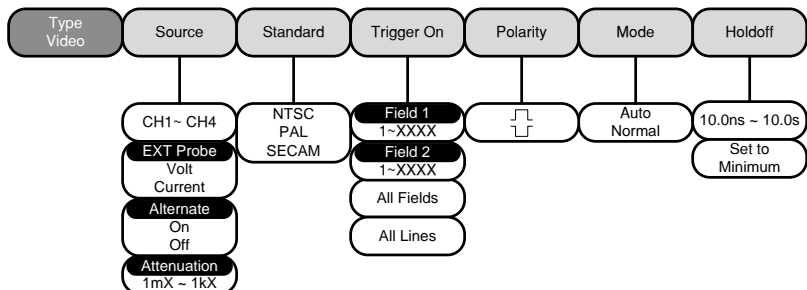 Type
Video
Source
Standard
Trigger On
Polarity
Mode
Holdoff
CH1~ CH4
EXT Probe
Volt
Current
Alternate
On
Off
Attenuation
1mX ~ 1kX
NTSC
PAL
SECAM
Field 1
1~XXXX
Field 2
1~XXXX
All Fields
All Lines
Auto
Normal
10.0ns ~ 10.0s
Set to
Minimum